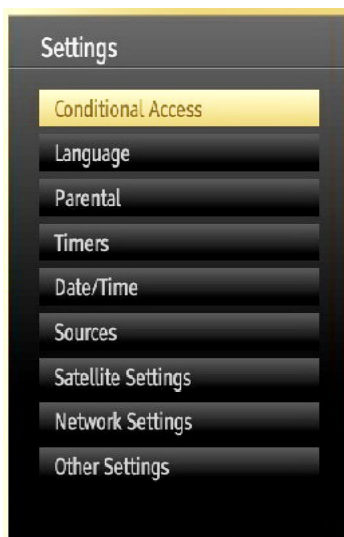 Settings
Conditional Access
Language
Parental
Timers
Date/Time
Sources
Satellite Settings
Network Settings
Other Settings